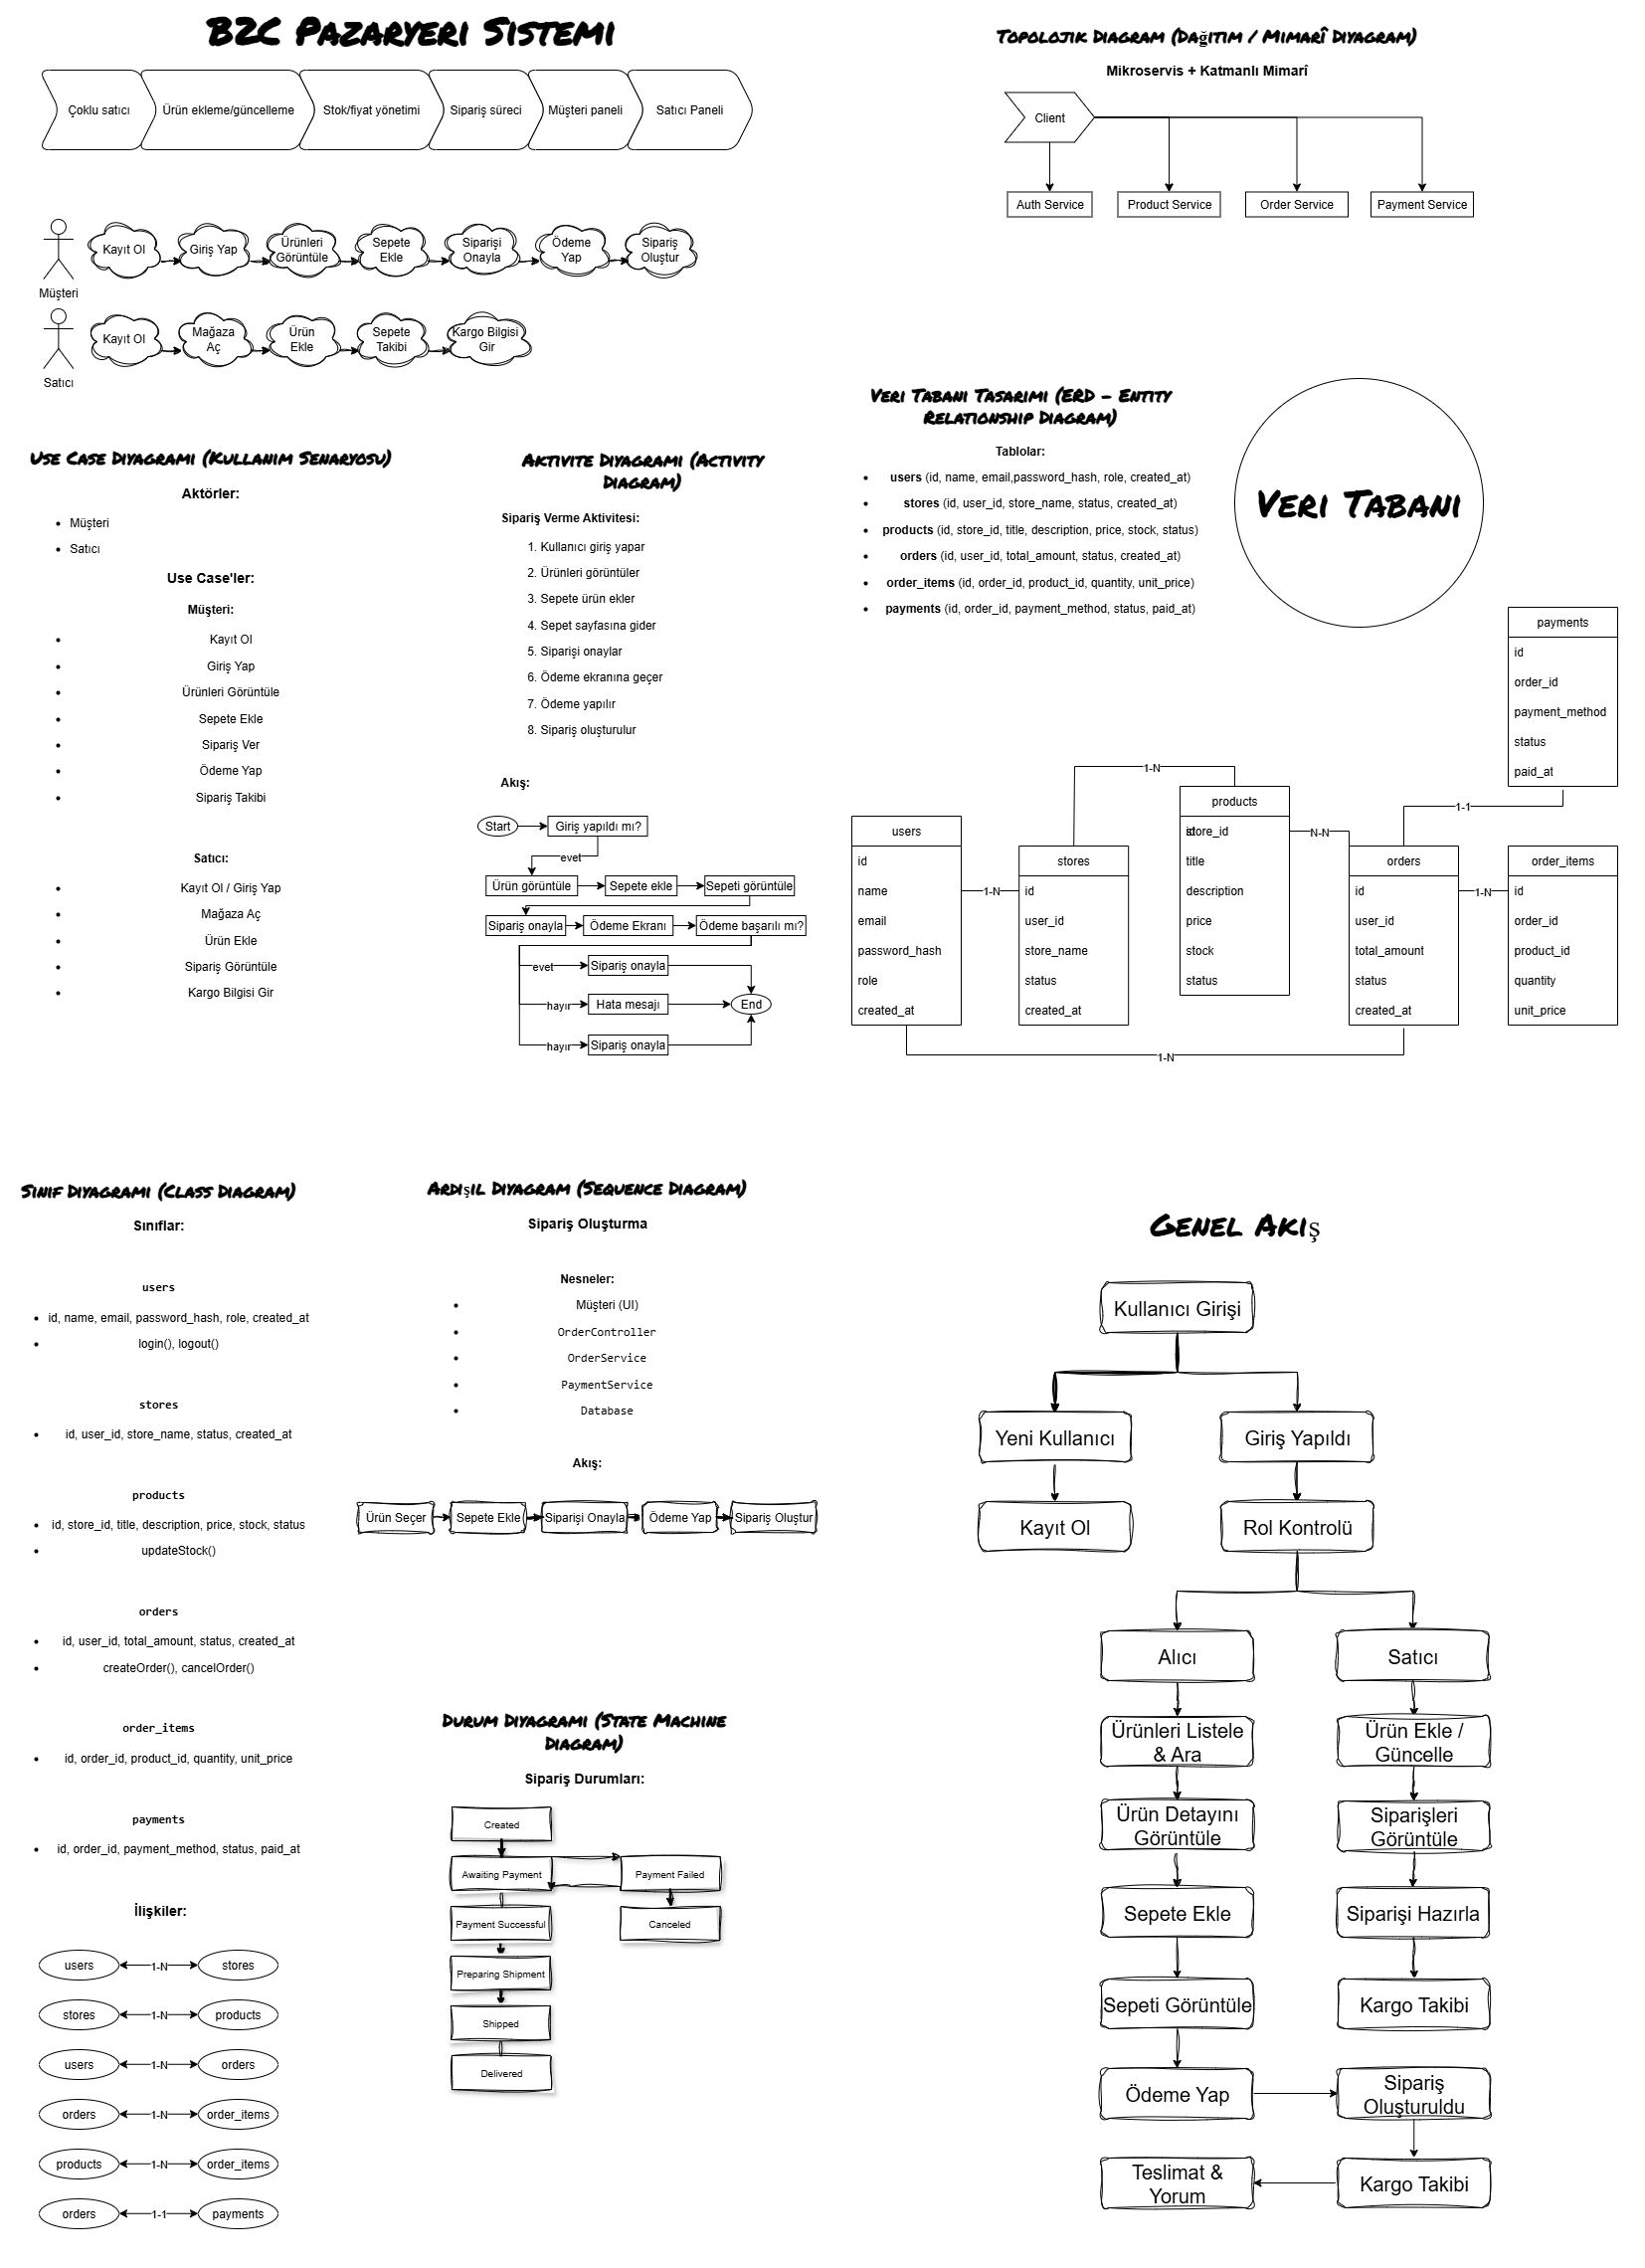 B2C Pazaryeri Sistemi
Çoklu satıcı
Ürün ekleme/güncelleme
Stok/fiyat yönetimi
Sipariş süreci
Müşteri paneli
Satıcı Paneli
Müşteri
Kayıt Ol
Giriş Yap
Ürünleri
Görüntüle
Sepete
Ekle
Siparişi
Onayla
Ödeme
Yap
Sipariş
Oluştur
Satıcı
Kayıt Ol
Mağaza
Aç
Ürün
Ekle
Sepete
Takibi
Kargo Bilgisi
Gir
Topolojik Diagram (Dağıtım / Mimarî Diyagram)
Mikroservis + Katmanlı Mimarî
Client
Auth Service
Product Service
Order Service
Payment Service
Use Case Diyagramı (Kullanım Senaryosu)
Aktörler:
• Müşteri
• Satıcı
Use Case'ler:
Müşteri:
• Kayıt Ol
• Giriş Yap
• Ürünleri Görüntüle
• Sepete Ekle
• Sipariş Ver
• Ödeme Yap
• Sipariş Takibi
Satıcı:
• Kayıt Ol / Giriş Yap
• Mağaza Aç
• Ürün Ekle
• Sipariş Görüntüle
• Kargo Bilgisi Gir
Aktivite Diyagramı (Activity
Diagram)
Sipariş Verme Aktivitesi:
1. Kullanıcı giriş yapar
2. Ürünleri görüntüler
3. Sepete ürün ekler
4. Sepet sayfasına gider
5. Siparişi onaylar
6. Ödeme ekranına geçer
7. Ödeme yapılır
8. Sipariş oluşturulur
Akış:
Start
Giriş yapıldı mı?
evet
Ürün görüntüle
Sepete ekle
Sepeti görüntüle
Sipariş onayla
Ödeme Ekranı
Ödeme başarılı mı?
evet
Sipariş onayla
hayır
Hata mesajı
End
hayır
Sipariş onayla
Veri Tabanı Tasarımı (ERD - Entity
Relationship Diagram)
Tablolar:
• users (id, name, email,password_hash, role, created_at)
• stores (id, user_id, store_name, status, created_at)
• products (id, store_id, title, description, price, stock, status)
• orders (id, user_id, total_amount, status, created_at)
• order_items (id, order_id, product_id, quantity, unit_price)
• payments (id, order_id, payment_method, status, paid_at)
Veri Tabanı
payments
id
order_id
payment_method
status
paid_at
1-N
1-1
users
id
name
email
password_hash
role
created_at
1-N
stores
id
user_id
store_name
status
created_at
products
id
store_id
title
description
price
stock
status
N-N
orders
id
user_id
total_amount
status
created_at
1-N
order_items
id
order_id
product_id
quantity
unit_price
1-N
Sınıf Diyagramı (Class Diagram)
Sınıflar:
users
• id, name, email, password_hash, role, created_at
• login(), logout()
stores
• id, user_id, store_name, status, created_at
products
• id, store_id, title, description, price, stock, status
• updateStock()
orders
• id, user_id, total_amount, status, created_at
• createOrder(), cancelOrder()
order_items
• id, order_id, product_id, quantity, unit_price
payments
• id, order_id, payment_method, status, paid_at
İlişkiler:
users 1-N stores
stores 1-N products
users 1-N orders
orders 1-N order_items
products 1-N order_items
orders 1-1 payments
Ardışıl Diyagram (Sequence Diagram)
Sipariş Oluşturma
Nesneler:
• Müşteri (UI)
• OrderController
• OrderService
• PaymentService
• Database
Akış:
Ürün Seçer
Sepete Ekle
Siparişi Onayla
Ödeme Yap
Sipariş Oluştur
Durum Diyagramı (State Machine
Diagram)
Sipariş Durumları:
Created
Awaiting Payment
Payment Failed
Payment Successful
Canceled
Preparing Shipment
Shipped
Delivered
Genel Akış
Kullanıcı Girişi
Yeni Kullanıcı
Giriş Yapıldı
Kayıt Ol
Rol Kontrolü
Alıcı
Satıcı
Ürünleri Listele
& Ara
Ürün Ekle /
Güncelle
Ürün Detayını
Görüntüle
Siparişleri
Görüntüle
Sepete Ekle
Siparişi Hazırla
Sepeti Görüntüle
Kargo Takibi
Ödeme Yap
Sipariş
Oluşturuldu
Teslimat &
Yorum
Kargo Takibi